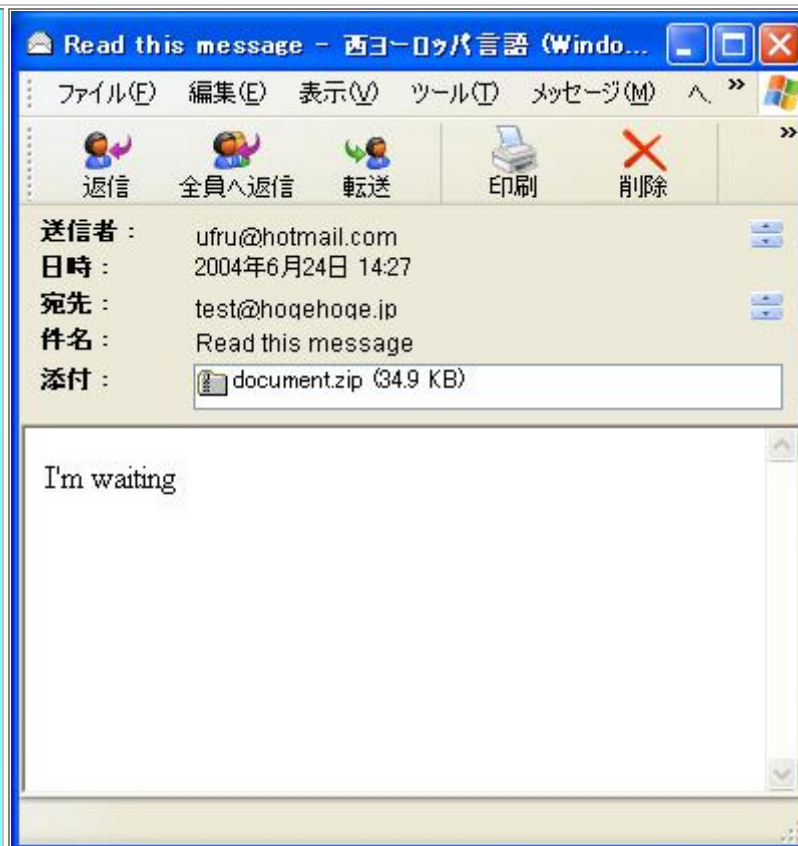 Read this message - 西ヨーロッパ言語 (Windo...
ファイル(F) 編集(E) 表示(V) ツール(T) メッセージ(M) ヘ »
返信 全員へ返信 転送 印刷 削除 »
送信者： ufru@hotmail.com
日時： 2004年6月24日 14:27
宛先： test@hogehoge.jp
件名： Read this message
添付： document.zip (34.9 KB)
I'm waiting